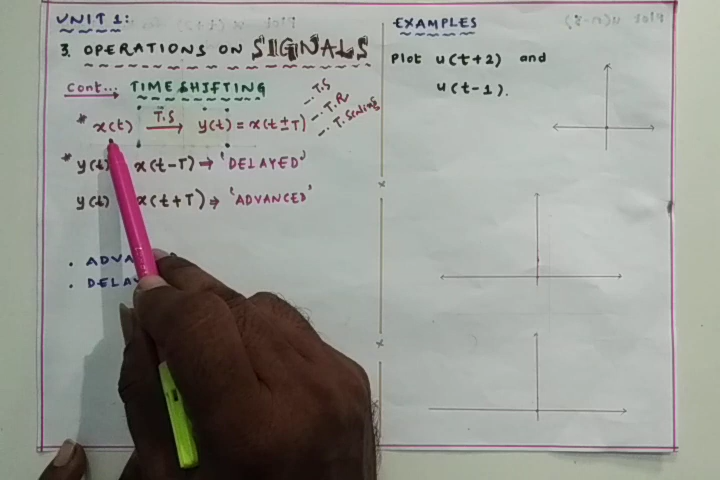 UNIT 1:
3. OPERATIONS ON SIGNALS
Cont... TIME SHIFTING
- T.S
- T.R
- T.Scaling
* x(t) T.S y(t) = x(t±T)
* y(t) x(t-T) → 'DELAYED'
y(t) x(t+T) → 'ADVANCED'
. ADVA
. DELA
EXAMPLES
Plot u(t+2) and
u(t-1).